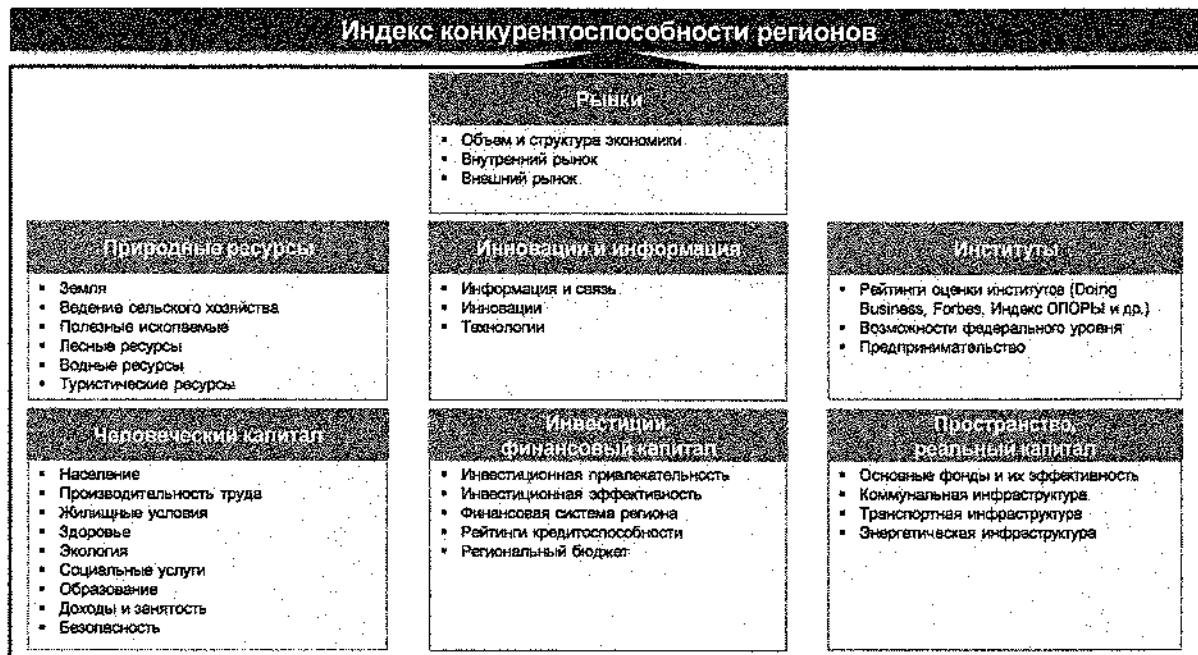 Индекс конкурентоспособности регионов
Рынки
▪ Объем и структура экономики
▪ Внутренний рынок
▪ Внешний рынок
Природные ресурсы
▪ Земля
▪ Ведение сельского хозяйства
▪ Полезные ископаемые
▪ Лесные ресурсы
▪ Водные ресурсы
▪ Туристические ресурсы
Инновации и информация
▪ Информация и связь
▪ Инновации
▪ Технологии
Институты
▪ Рейтинги оценки институтов (Doing
Business, Forbes, Индекс ОПОРЫ и др.)
▪ Возможности федерального уровня
▪ Предпринимательство
Человеческий капитал
▪ Население
▪ Производительность труда
▪ Жилищные условия
▪ Здоровье
▪ Экология
▪ Социальные услуги
▪ Образование
▪ Доходы и занятость
▪ Безопасность
Инвестиции,
финансовый капитал
▪ Инвестиционная привлекательность
▪ Инвестиционная эффективность
▪ Финансовая система региона
▪ Рейтинги кредитоспособности
▪ Региональный бюджет
Пространство,
реальный капитал
▪ Основные фонды и их эффективность
▪ Коммунальная инфраструктура
▪ Транспортная инфраструктура
▪ Энергетическая инфраструктура